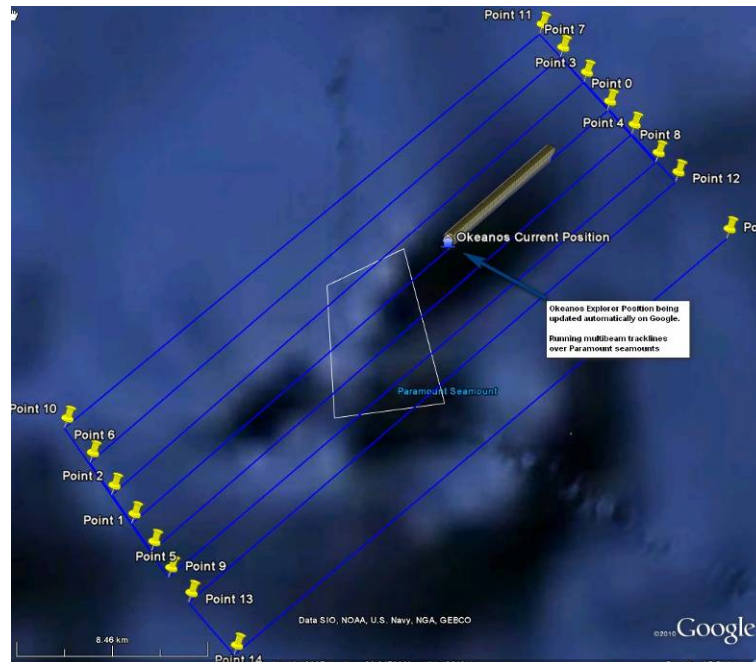 Point 11
Point 7
Point 3
Point 0
Point 4
Point 8
Point 12
Po
Okeanos Current Position
Okeanos Explorer Position being
updated automatically on Google.
Running multibeam tracklines
over Paramount seamounts
Paramount Seamount
Point 10
Point 6
Point 2
Point 1
Point 5
Point 9
Point 13
Point 14
Data SIO, NOAA, U.S. Navy, NGA, GEBCO
8.46 km
©2010 Google